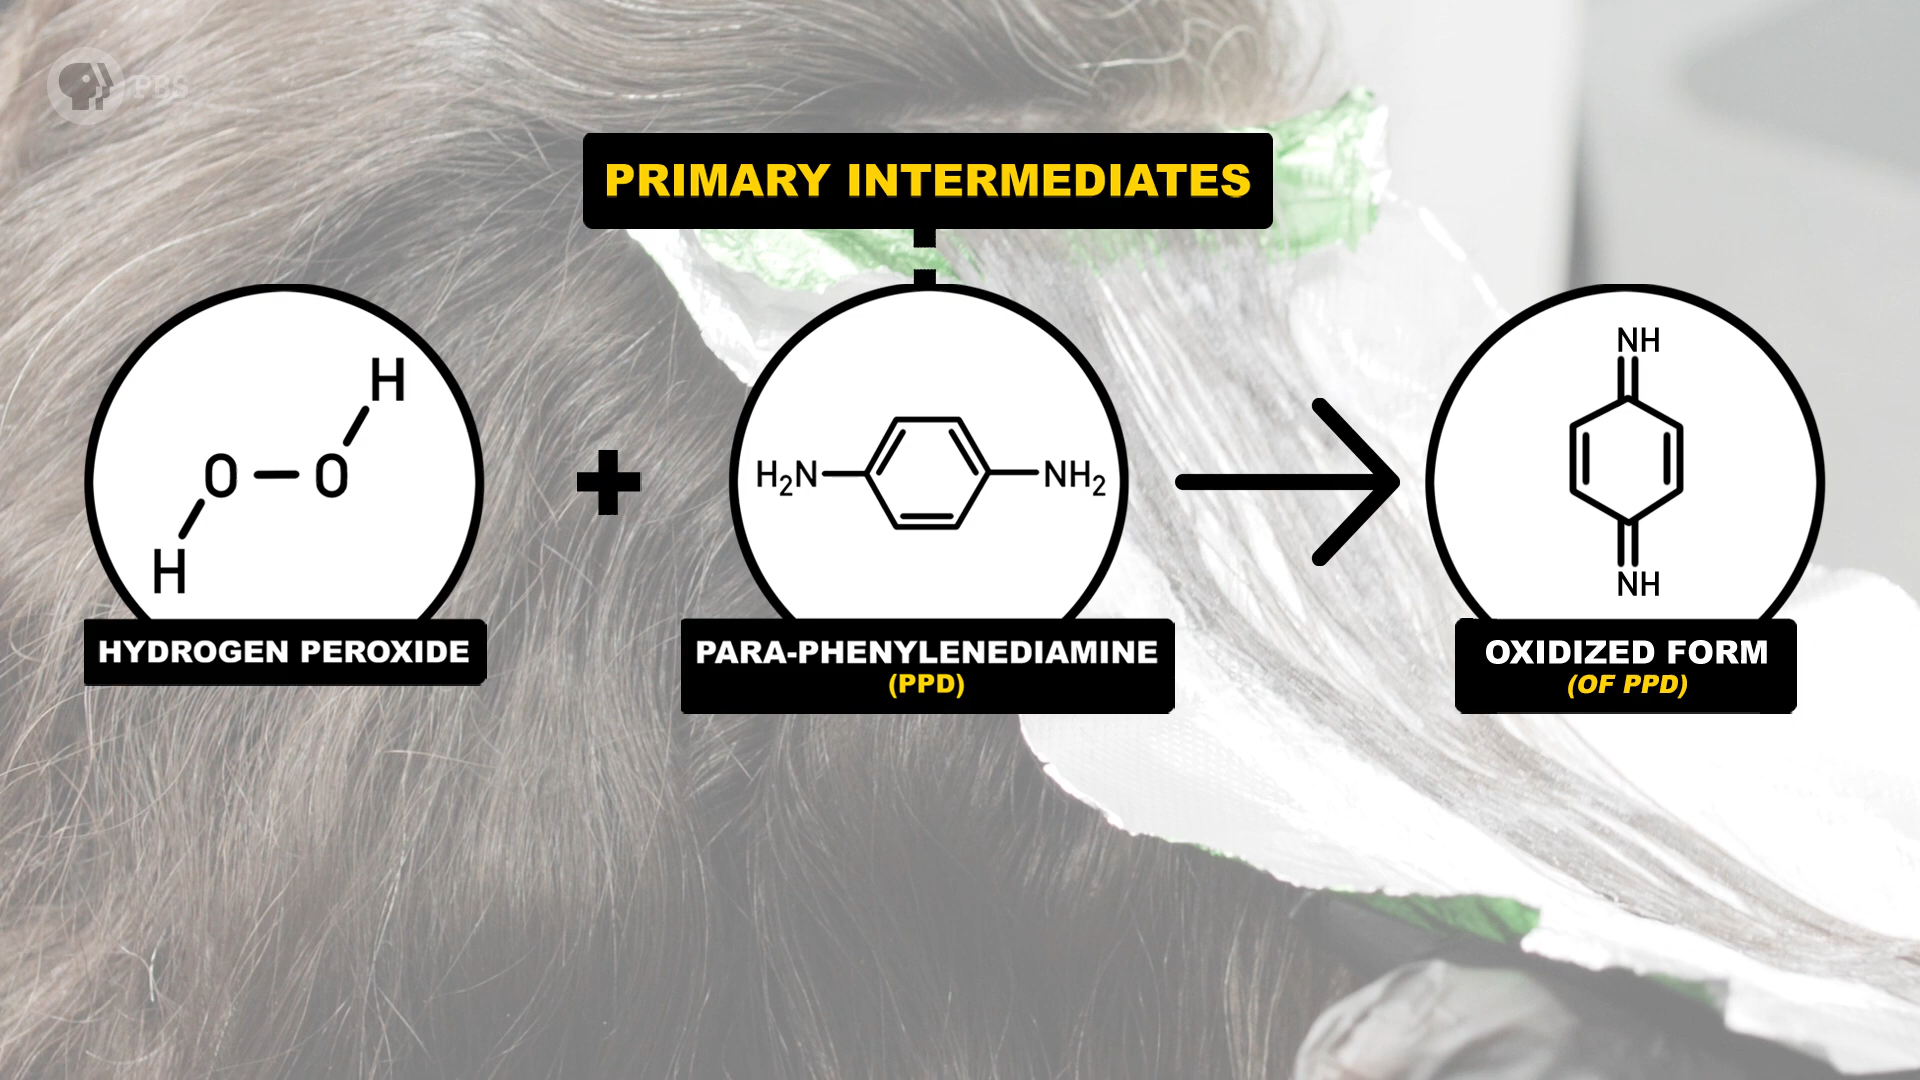 PBS
PRIMARY INTERMEDIATES
H
O O
H
H₂N NH₂
NH
NH
HYDROGEN PEROXIDE
PARA-PHENYLENEDIAMINE
(PPD)
OXIDIZED FORM
(OF PPD)